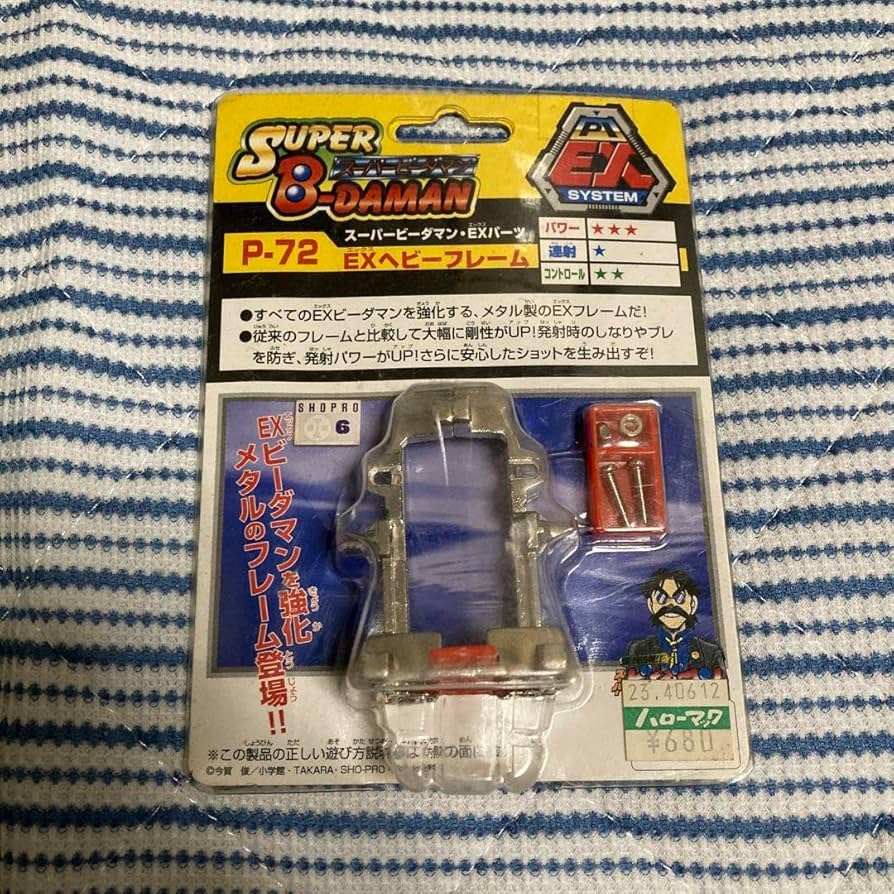 SUPER
スーパービーダマン
B-DAMAN
PI
EX
SYSTEM
P-72
スーパービーダマン・EXパーツ
EXヘビーフレーム
パワー ★★★
連射 ★
コントロール ★★
●すべてのEXビーダマンを強化する、メタル製のEXフレームだ!
●従来のフレームと比較して大幅に剛性がUP!発射時のしなりやブレ
を防ぎ、発射パワーがUP!さらに安心したショットを生み出すぞ!
SHOPRO
6
EXビーダマンを強化
メタルのフレーム登場!!
23.40612
ハローマック
¥680
※この製品の正しい遊び方説明
の面に
©今賀 俊/小学館・TAKARA・SHO-PRO・